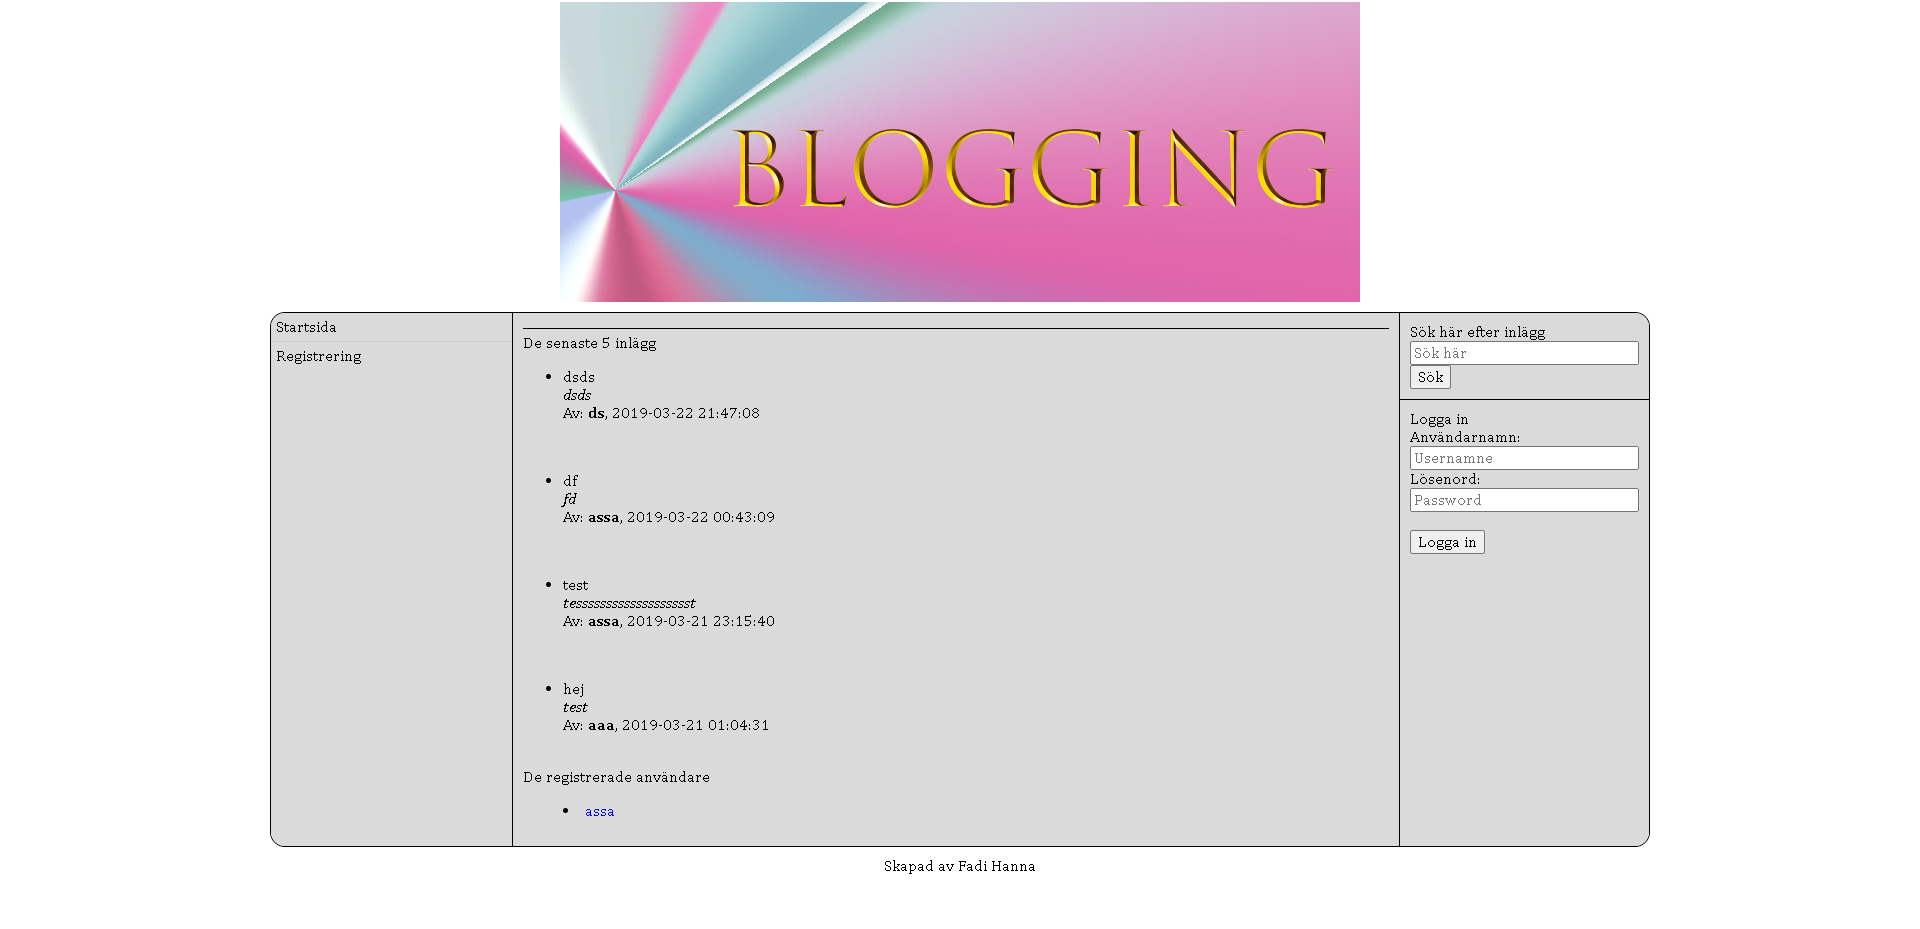 BLOGGING
Startsida
Registrering
De senaste 5 inlägg
dsds
dsds
Av: ds, 2019-03-22 21:47:08
df
fd
Av: assa, 2019-03-22 00:43:09
test
tesssssssssssssssssssst
Av: assa, 2019-03-21 23:15:40
hej
test
Av: aaa, 2019-03-21 01:04:31
De registrerade användare
assa
Sök här efter inlägg
Sök här
Sök
Logga in
Användarnamn:
Usernamne
Lösenord:
Password
Logga in
Skapad av Fadi Hanna